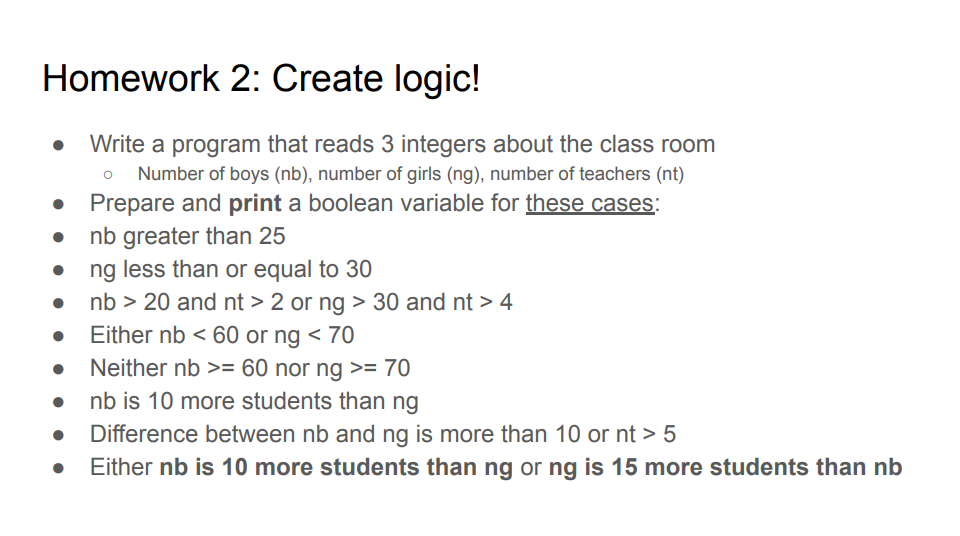 Homework 2: Create logic!
● Write a program that reads 3 integers about the class room
○ Number of boys (nb), number of girls (ng), number of teachers (nt)
● Prepare and print a boolean variable for these cases:
● nb greater than 25
● ng less than or equal to 30
● nb > 20 and nt > 2 or ng > 30 and nt > 4
● Either nb < 60 or ng < 70
● Neither nb >= 60 nor ng >= 70
● nb is 10 more students than ng
● Difference between nb and ng is more than 10 or nt > 5
● Either nb is 10 more students than ng or ng is 15 more students than nb